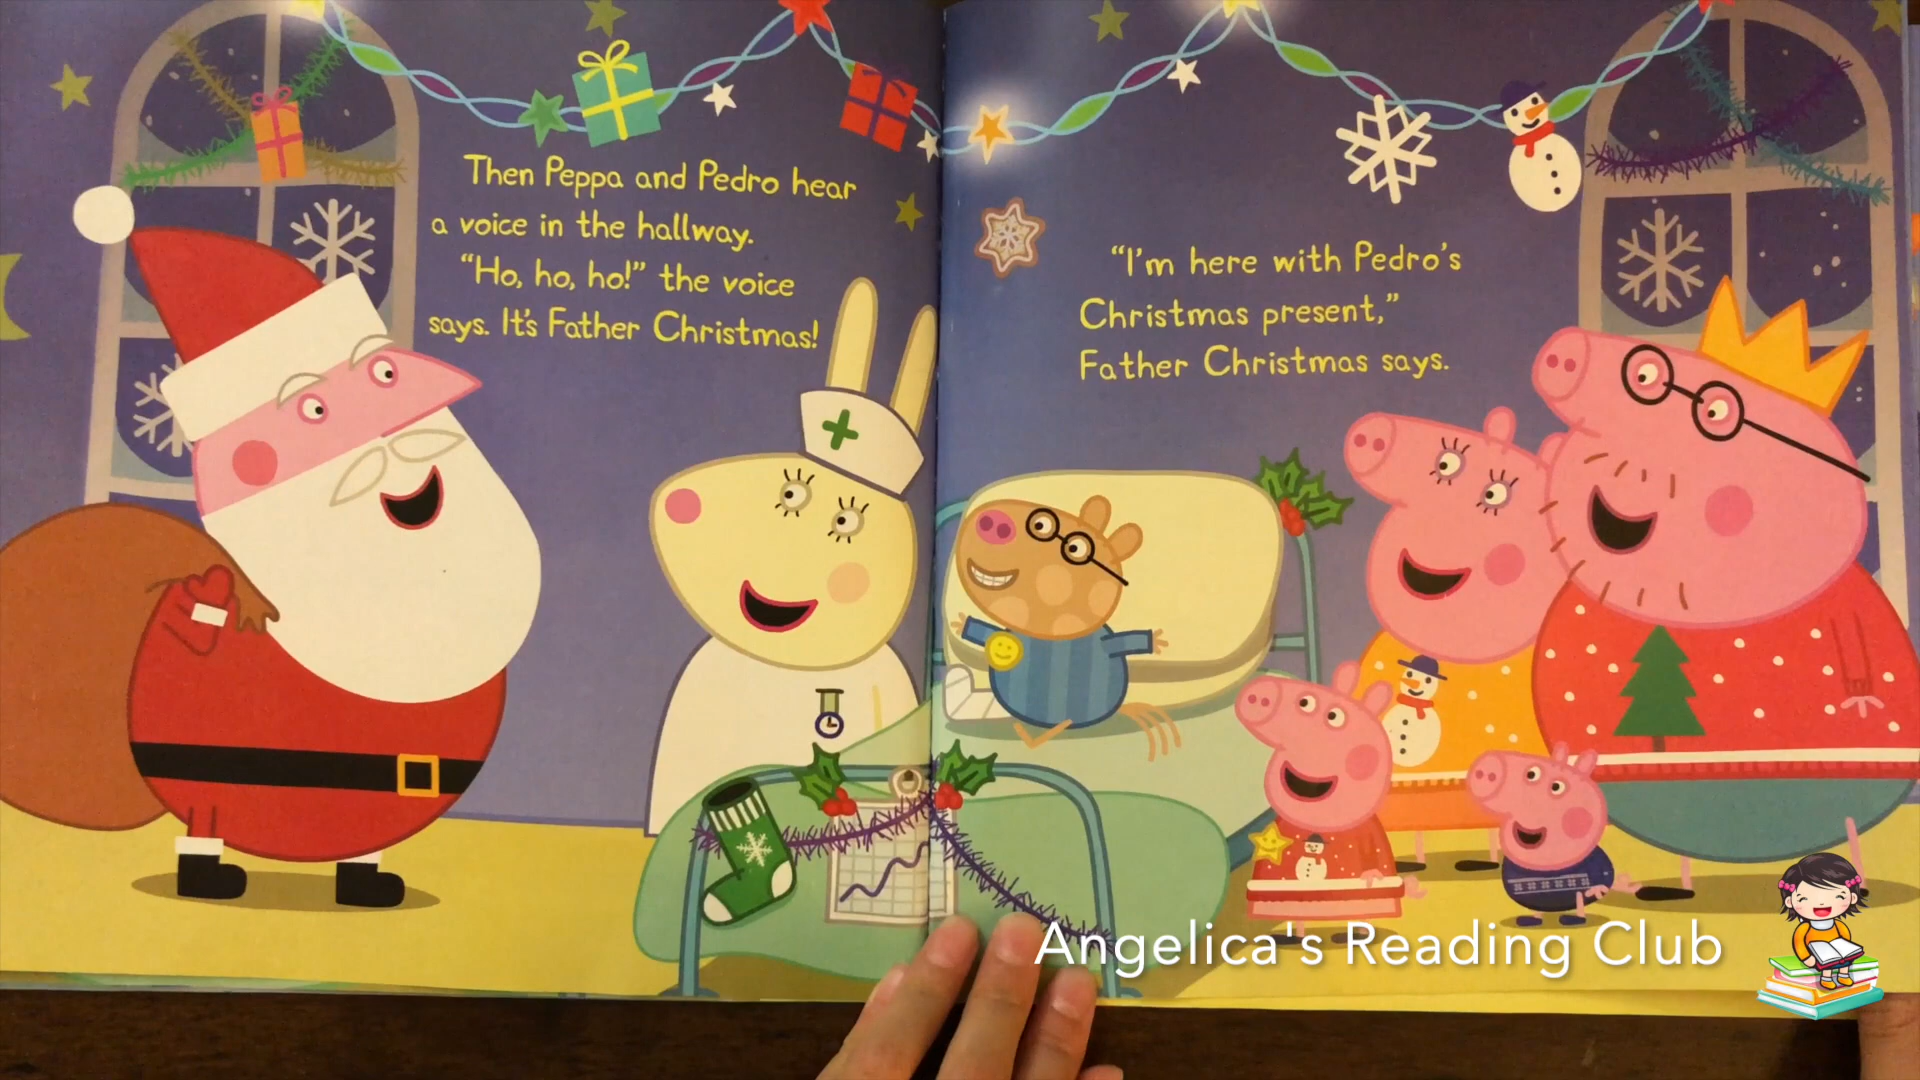 Then Peppa and Pedro hear
a voice in the hallway.
"Ho, ho, ho!" the voice
says. It's Father Christmas!
"I'm here with Pedro's
Christmas present,"
Father Christmas says.
Angelica's Reading Club